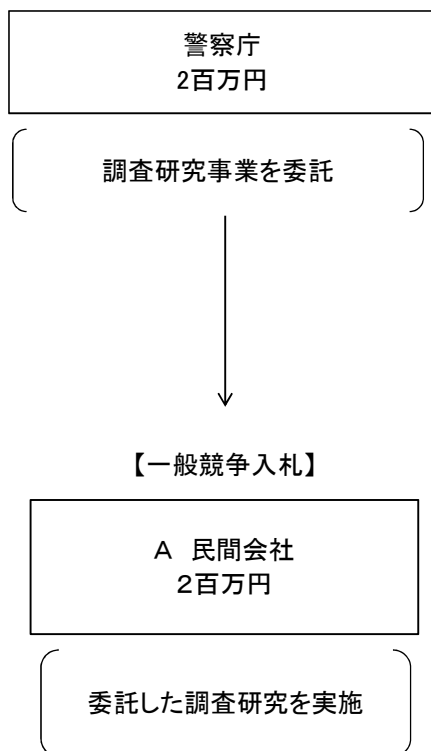 警察庁
2百万円
調査研究事業を委託
【一般競争入札】
Ａ　民間会社
２百万円
委託した調査研究を実施